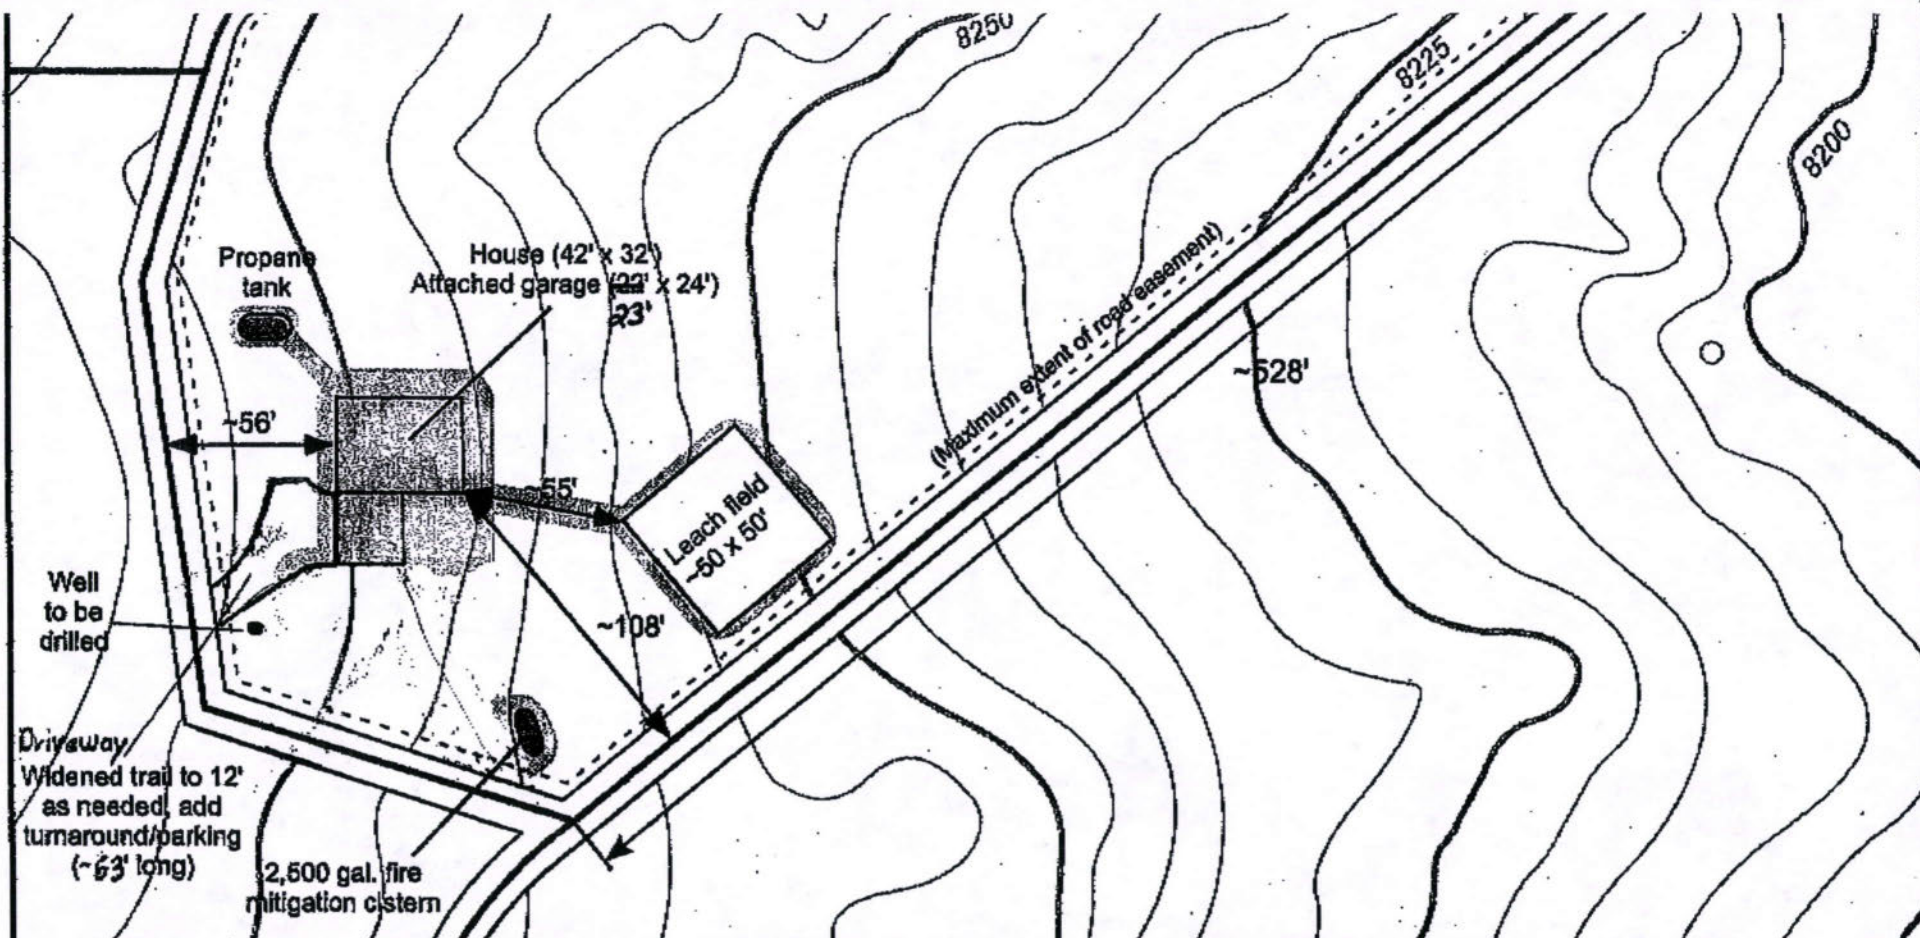 8250
8225
8200
Propane
tank
House (42' x 32')
Attached garage (22' x 24')
23'
(Maximum extent of road easement)
~528'
~56'
~55'
Leach field
~50 x 50'
~108'
Well
to be
drilled
Driveway
Widened trail to 12'
as needed, add
turnaround/parking
(~53' long)
2,500 gal. fire
mitigation cistern